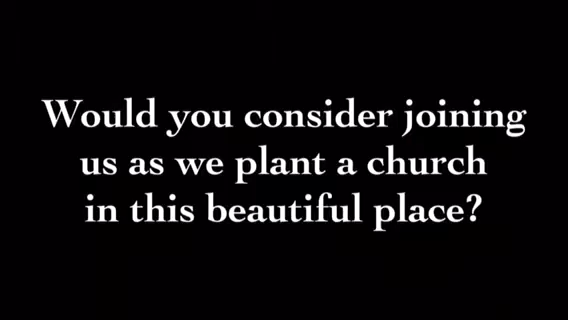 Would you consider joining
us as we plant a church
in this beautiful place?